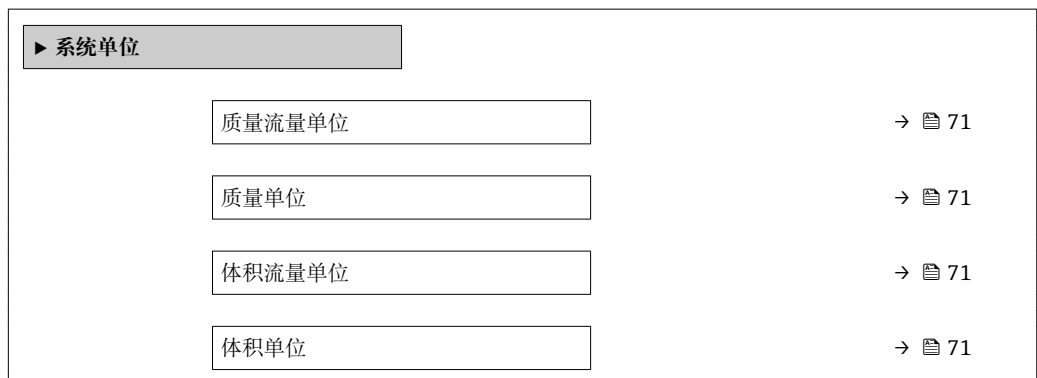 ▶ 系统单位
质量流量单位 → 71
质量单位 → 71
体积流量单位 → 71
体积单位 → 71